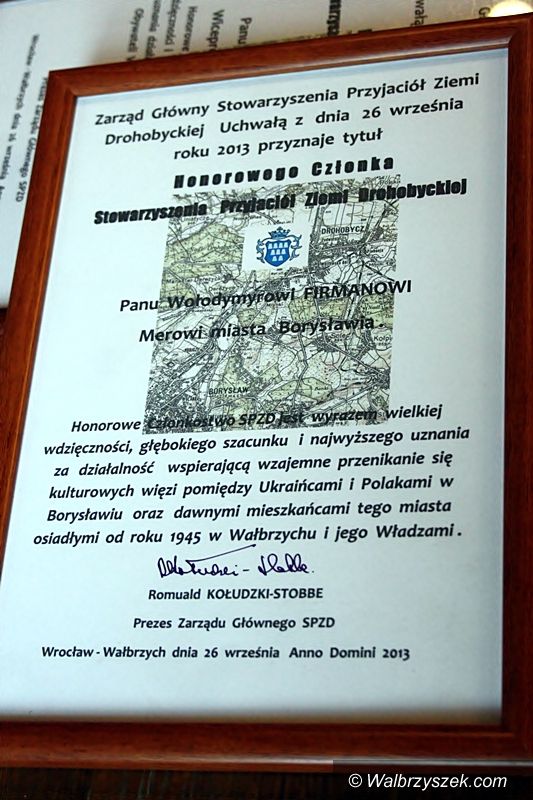 Zarząd Główny Stowarzyszenia Przyjaciół Ziemi
Drohobyckiej Uchwałą z dnia 26 września
roku 2013 przyznaje tytuł
Honorowego Członka
Stowarzyszenia Przyjaciół Ziemi Drohobyckiej
DROHOBYCZ
Panu Wołodymyrowi FIRMANOWI
Merowi miasta Borysławia.
BORYSŁAW
Honorowe Członkostwo SPZD jest wyrazem wielkiej
wdzięczności, głębokiego szacunku i najwyższego uznania
za działalność wspierającą wzajemne przenikanie się
kulturowych więzi pomiędzy Ukraińcami i Polakami w
Borysławiu oraz dawnymi mieszkańcami tego miasta
osiadłymi od roku 1945 w Wałbrzychu i jego Władzami.
Romuald KOŁUDZKI-STOBBE
Prezes Zarządu Głównego SPZD
Wrocław - Wałbrzych dnia 26 września Anno Domini 2013
© Walbrzyszek.com